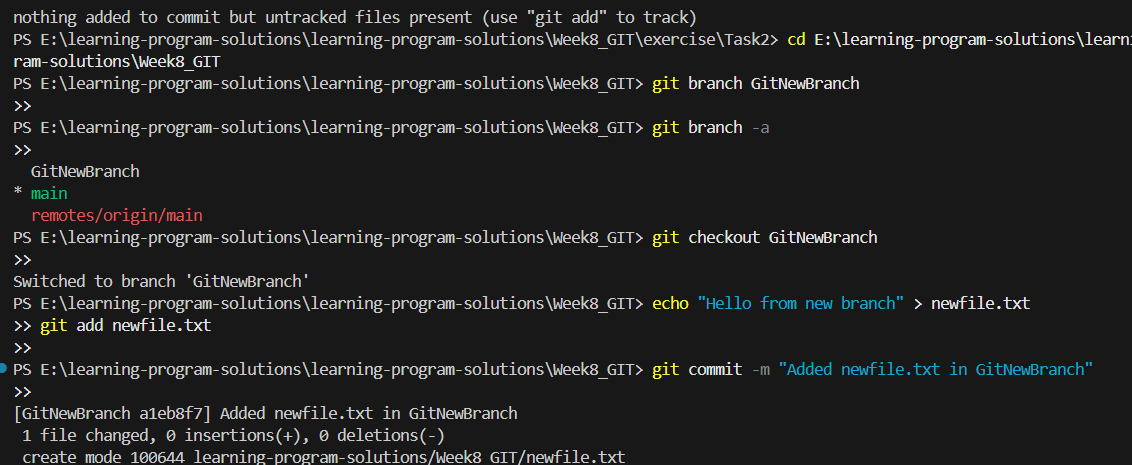 nothing added to commit but untracked files present (use "git add" to track)
PS E:\learning-program-solutions\learning-program-solutions\Week8_GIT\exercise\Task2> cd E:\learning-program-solutions\learni
ram-solutions\Week8_GIT
PS E:\learning-program-solutions\learning-program-solutions\Week8_GIT> git branch GitNewBranch
>>
PS E:\learning-program-solutions\learning-program-solutions\Week8_GIT> git branch -a
>>
  GitNewBranch
* main
  remotes/origin/main
PS E:\learning-program-solutions\learning-program-solutions\Week8_GIT> git checkout GitNewBranch
>>
Switched to branch 'GitNewBranch'
PS E:\learning-program-solutions\learning-program-solutions\Week8_GIT> echo "Hello from new branch" > newfile.txt
>> git add newfile.txt
>>
PS E:\learning-program-solutions\learning-program-solutions\Week8_GIT> git commit -m "Added newfile.txt in GitNewBranch"
>>
[GitNewBranch a1eb8f7] Added newfile.txt in GitNewBranch
 1 file changed, 0 insertions(+), 0 deletions(-)
 create mode 100644 learning-program-solutions/Week8_GIT/newfile.txt